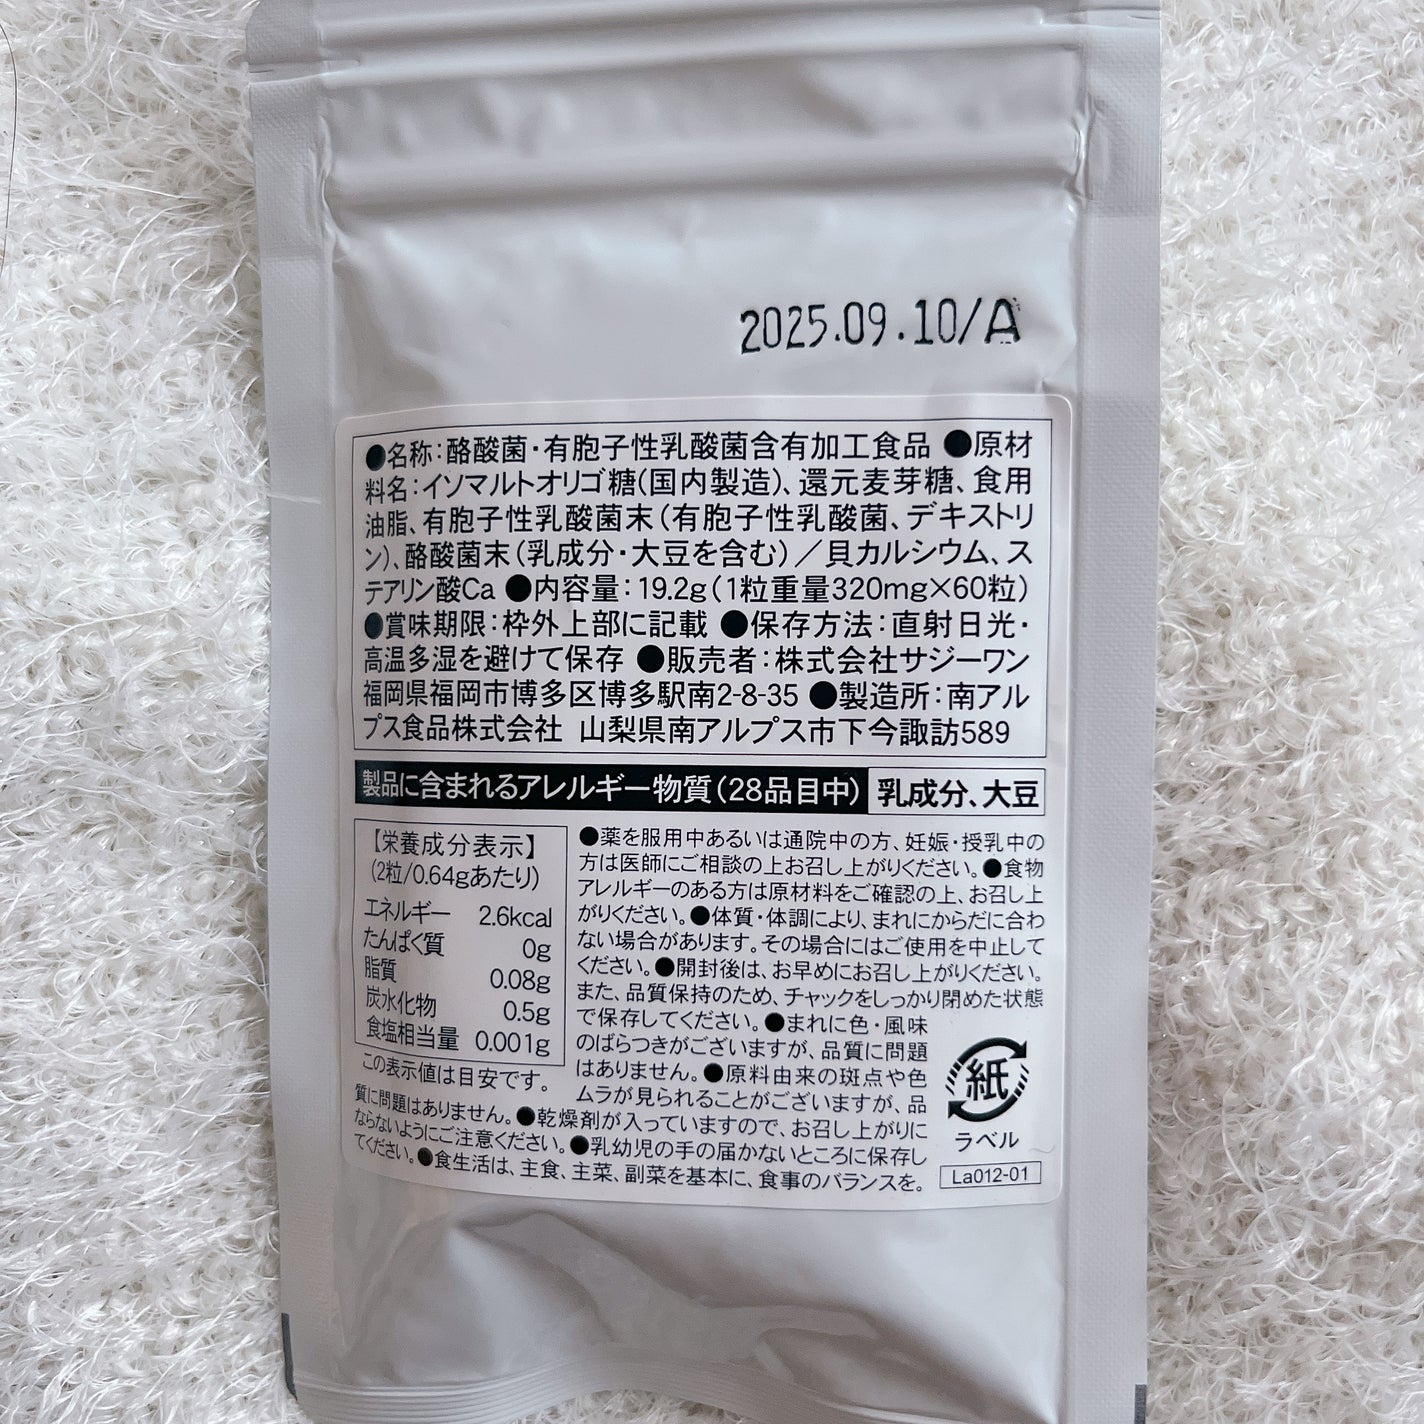 2025.09.10/A
●名称：酪酸菌・有胞子性乳酸菌含有加工食品 ●原材
料名：イソマルトオリゴ糖（国内製造）、還元麦芽糖、食用
油脂、有胞子性乳酸菌末（有胞子性乳酸菌、デキストリ
ン）、酪酸菌末（乳成分・大豆を含む）／貝カルシウム、ス
テアリン酸Ca ●内容量：19.2g（1粒重量320mg×60粒）
●賞味期限：枠外上部に記載 ●保存方法：直射日光・
高温多湿を避けて保存 ●販売者：株式会社サジーワン
福岡県福岡市博多区博多駅南2-8-35 ●製造所：南アル
プス食品株式会社 山梨県南アルプス市下今諏訪589
製品に含まれるアレルギー物質（28品目中） 乳成分、大豆
【栄養成分表示】
（2粒/0.64gあたり）
エネルギー 2.6kcal
たんぱく質 0g
脂質 0.08g
炭水化物 0.5g
食塩相当量 0.001g
この表示値は目安です。
●薬を服用中あるいは通院中の方、妊娠・授乳中の
方は医師にご相談の上お召し上がりください。●食物
アレルギーのある方は原材料をご確認の上、お召し上
がりください。●体質・体調により、まれにからだに合わ
ない場合があります。その場合にはご使用を中止して
ください。●開封後は、お早めにお召し上がりください。
また、品質保持のため、チャックをしっかり閉めた状態
で保存してください。●まれに色・風味
のばらつきがございますが、品質に問題
はありません。●原料由来の斑点や色
ムラが見られることがございますが、品
質に問題はありません。●乾燥剤が入っていますので、お召し上がりに
ならないようにご注意ください。●乳幼児の手の届かないところに保存し
てください。●食生活は、主食、主菜、副菜を基本に、食事のバランスを。
紙
ラベル
La012-01